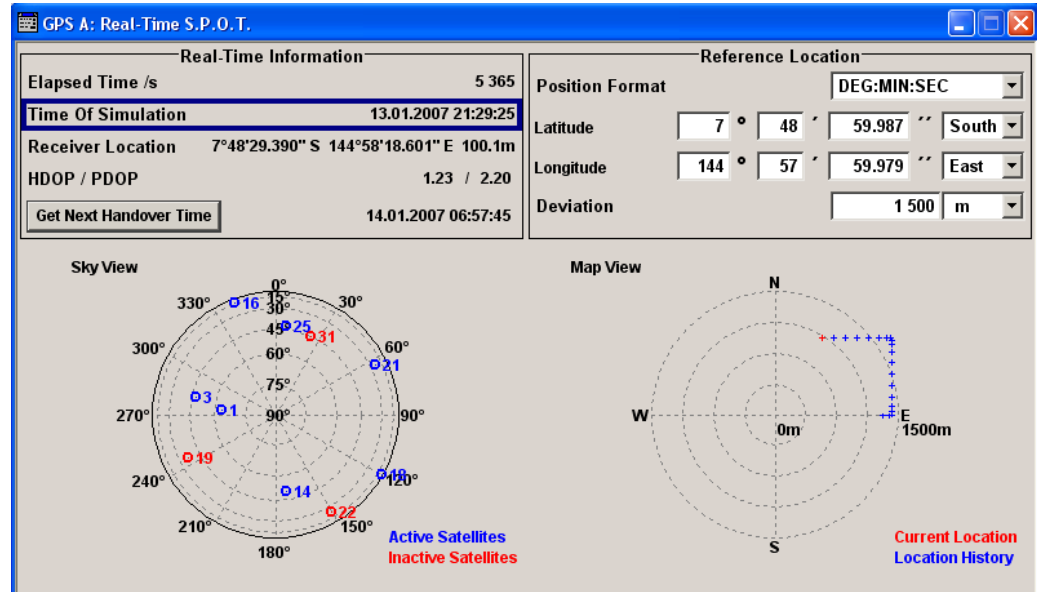 GPS A: Real-Time S.P.O.T.
Real-Time Information
Elapsed Time /s 5 365
Time Of Simulation 13.01.2007 21:29:25
Receiver Location 7°48'29.390'' S 144°58'18.601'' E 100.1m
HDOP / PDOP 1.23 / 2.20
Get Next Handover Time 14.01.2007 06:57:45
Reference Location
Position Format DEG:MIN:SEC
Latitude 7 ° 48 ′ 59.987 ′′ South
Longitude 144 ° 57 ′ 59.979 ′′ East
Deviation 1 500 m
Sky View
0°
15°
30°
45°
60°
75°
90°
330° 30°
300° 60°
270° 90°
240° 120°
210° 150°
180°
16
25
31
21
3
1
19
14
18
22
Active Satellites
Inactive Satellites
Map View
N
W E
0m 1500m
S
Current Location
Location History